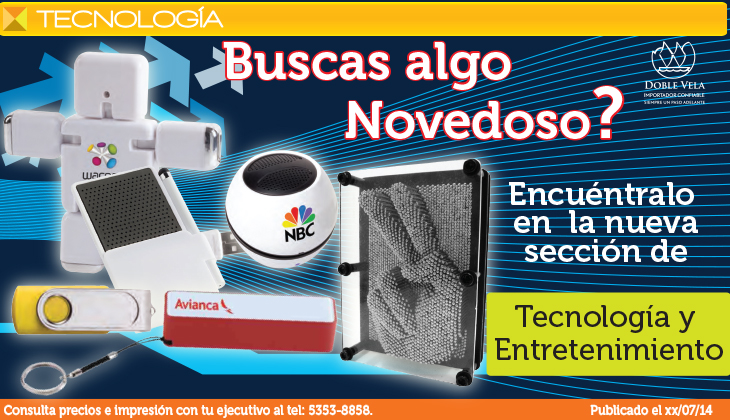 TECNOLOGÍA
Buscas algo
Novedoso?
DOBLE VELA
IMPORTADOR CONFIABLE
SIEMPRE UN PASO ADELANTE
Encuéntralo
en la nueva
sección de
Tecnología y
Entretenimiento
NBC
Avianca
Consulta precios e impresión con tu ejecutivo al tel: 5353-8858.
Publicado el xx/07/14